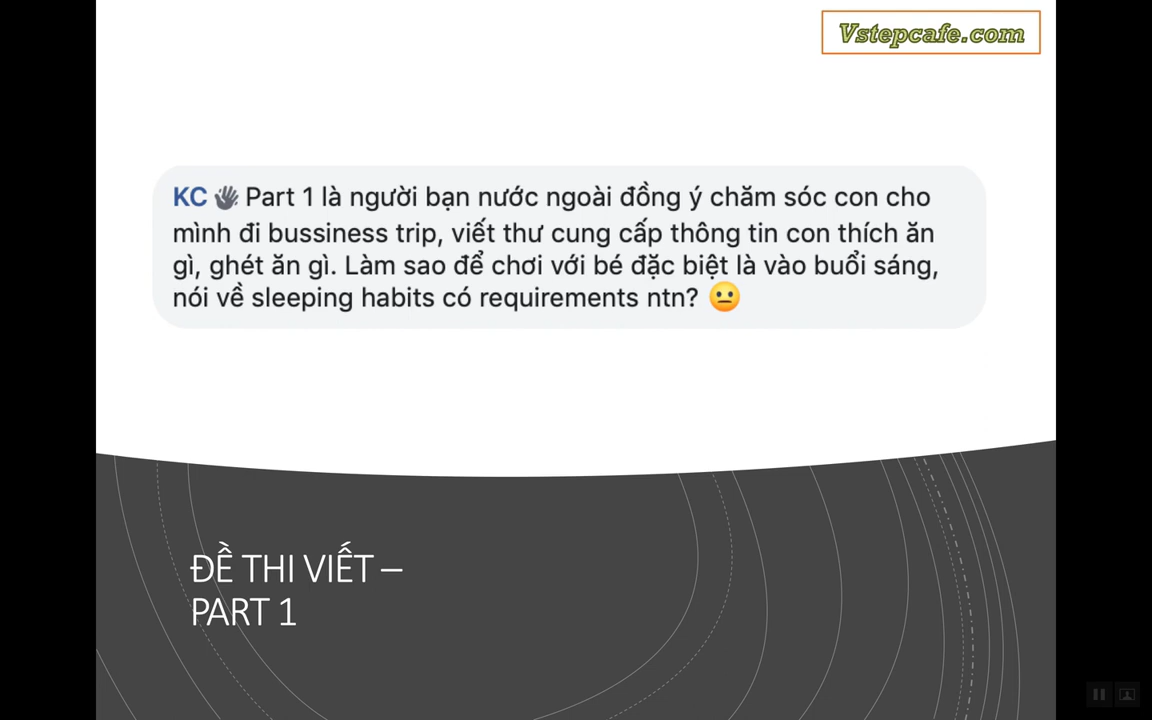 Vstepcafe.com
KC 👋 Part 1 là người bạn nước ngoài đồng ý chăm sóc con cho
mình đi bussiness trip, viết thư cung cấp thông tin con thích ăn
gì, ghét ăn gì. Làm sao để chơi với bé đặc biệt là vào buổi sáng,
nói về sleeping habits có requirements ntn? 😐
ĐỀ THI VIẾT –
PART 1